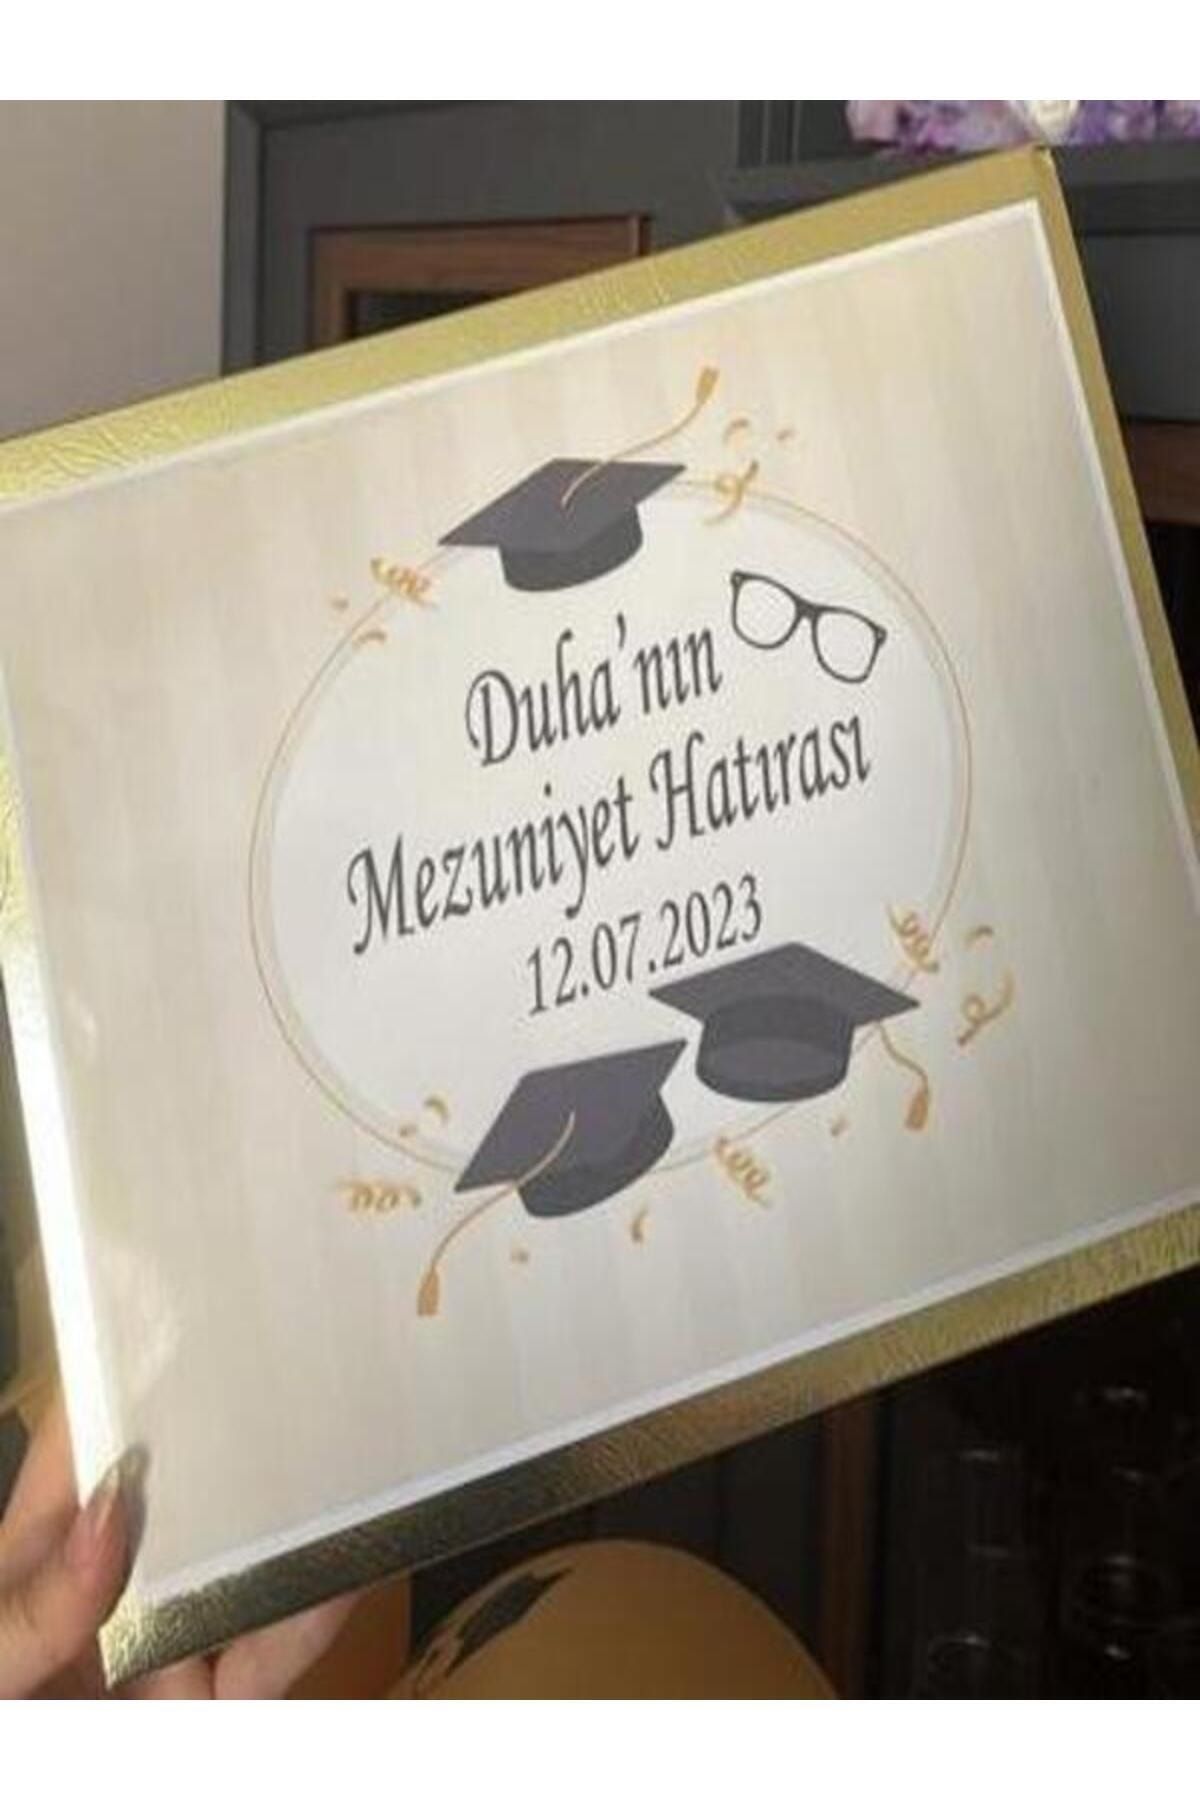 Duha'nın
Mezuniyet Hatırası
12.07.2023